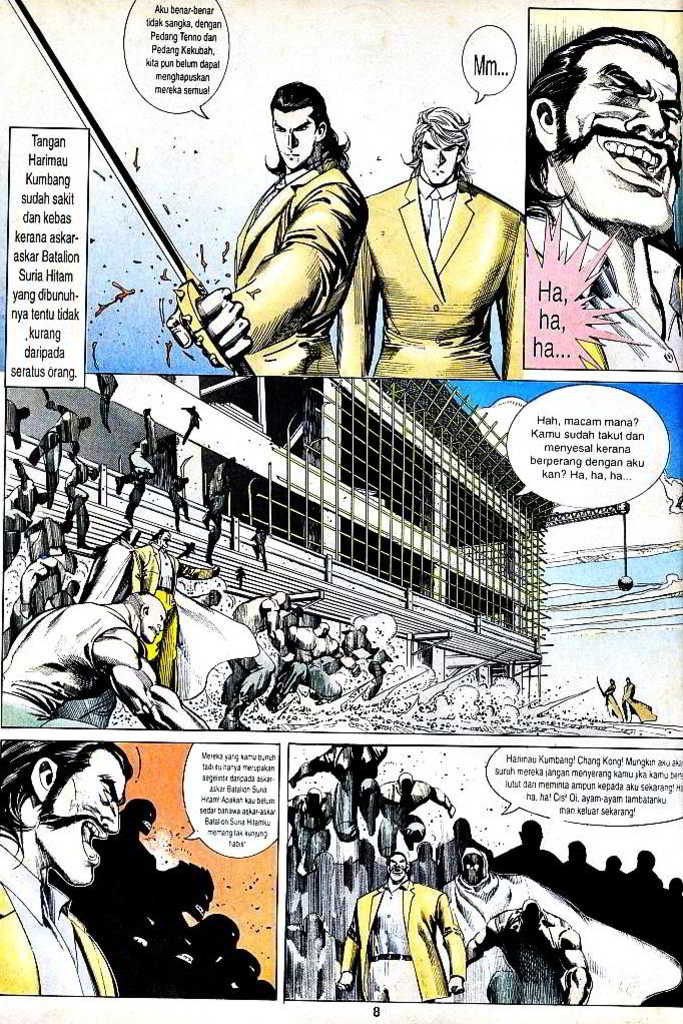 Aku benar-benar
tidak sangka, dengan
Pedang Tenno dan
Pedang Kekubah,
kita pun belum dapat
menghapuskan
mereka semua!
Mm...
Tangan
Harimau
Kumbang
sudah sakit
dan kebas
kerana askar-
askar Batalion
Suria Hitam
yang dibunuh-
nya tentu tidak
kurang
daripada
seratus orang.
Ha,
ha,
ha...
Hah, macam mana?
Kamu sudah takut dan
menyesal kerana
berperang dengan aku
kan? Ha, ha, ha...
Mereka yang kamu bunuh
tadi itu hanya merupakan
segelintir daripada askar-
askar Batalion Suria
Hitam! Apakah kau belum
sedar bahawa askar-askar
Batalion Suria Hitamku
memang tak kunjung
habis
Harimau Kumbang! Chang Kong! Mungkin aku
suruh mereka jangan menyerang kamu jika kamu
lutut dan meminta ampun kepada aku sekarang!
ha, ha! Cis! Oi, ayam-ayam tambatanku
mari keluar sekarang!
8